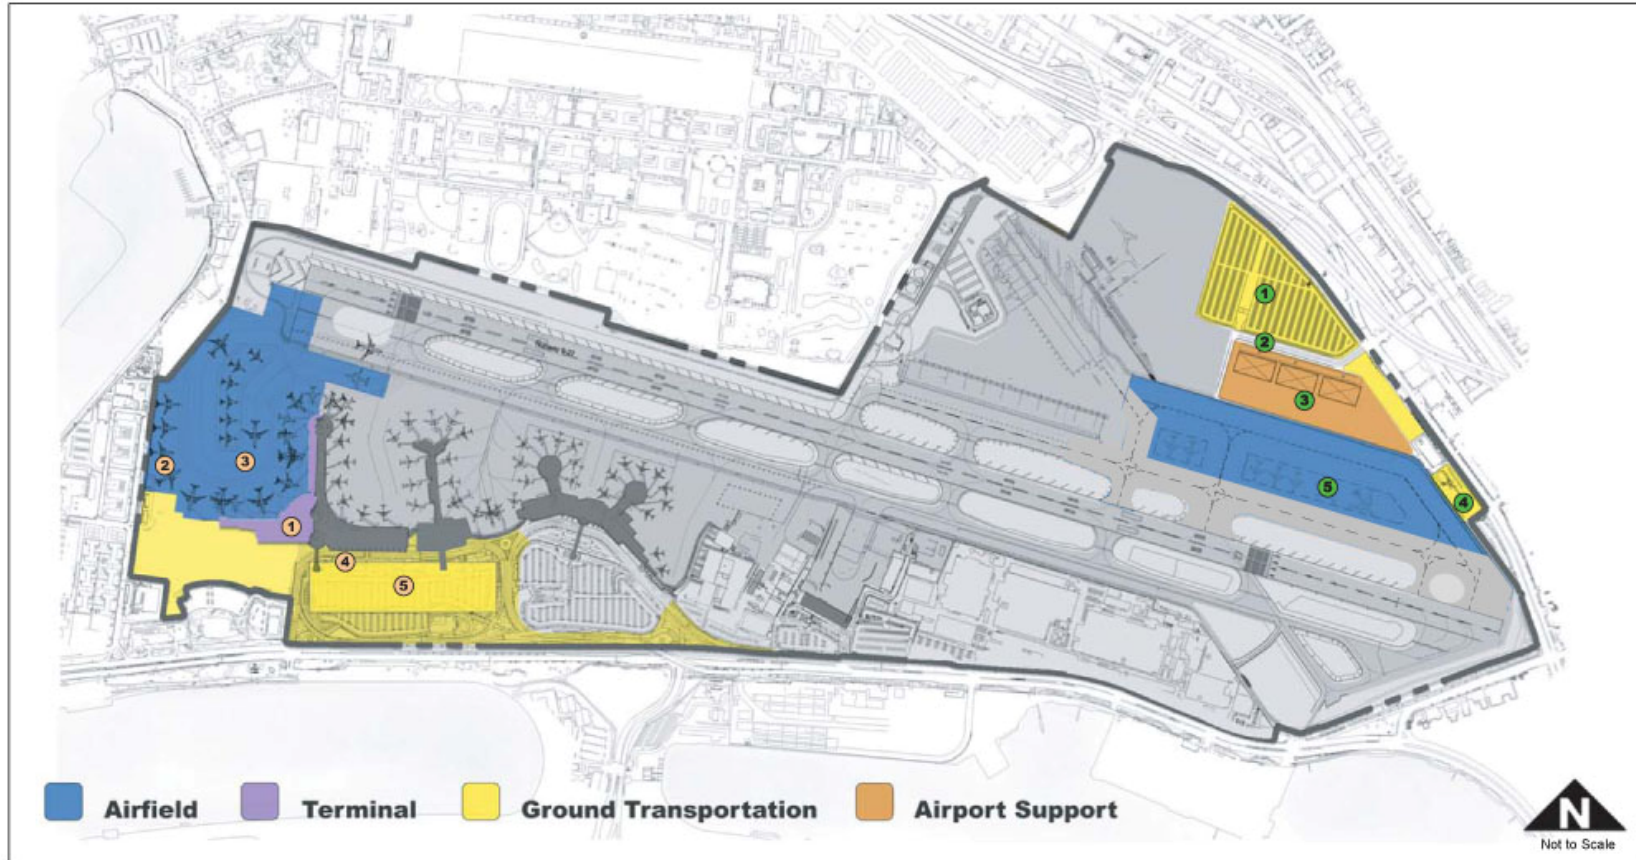 1
2
3
4
5
2
3
1
4
5
Airfield
Terminal
Ground Transportation
Airport Support
N
Not to Scale